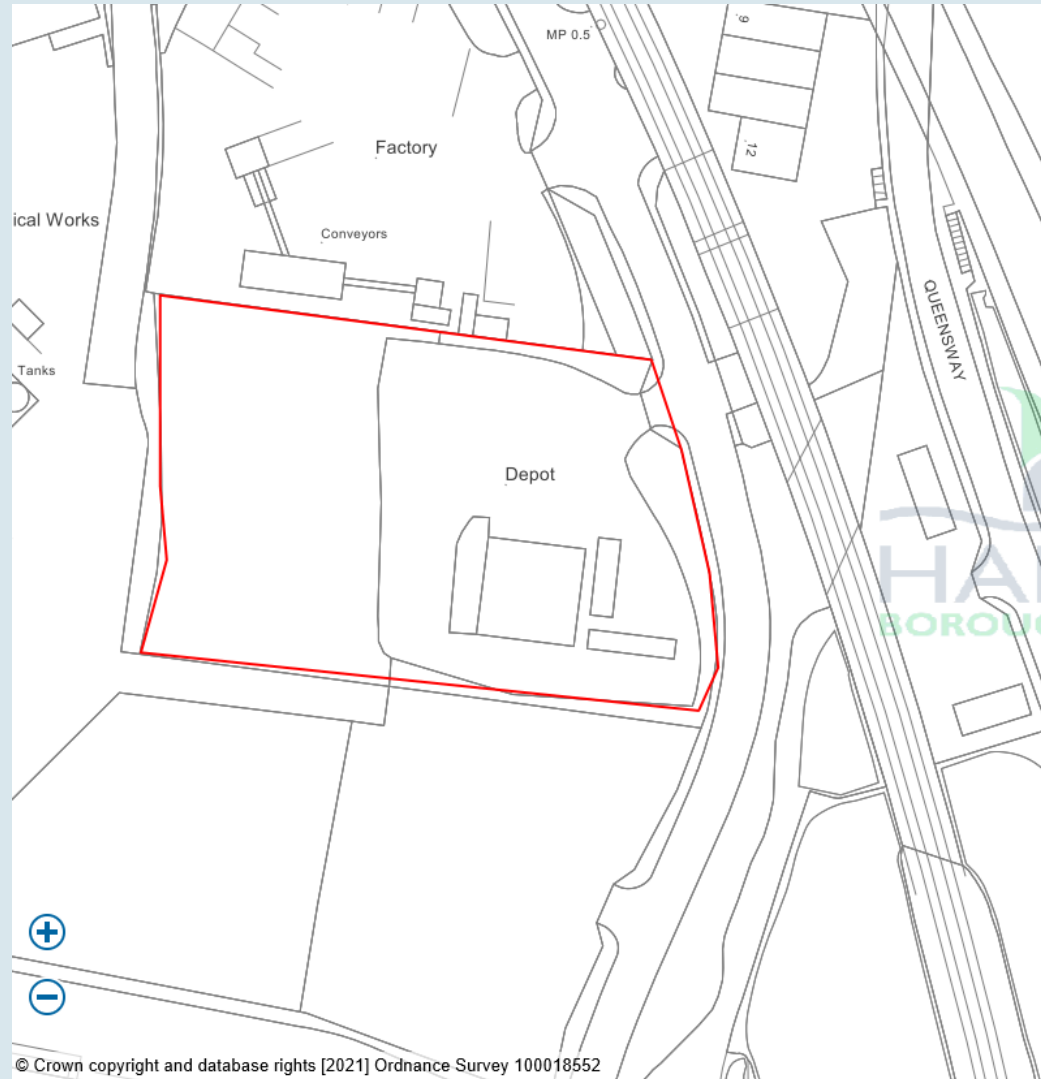 MP 0.5
9
12
Factory
ical Works
Conveyors
QUEENSWAY
Tanks
Depot
HA
BOROU
© Crown copyright and database rights [2021] Ordnance Survey 100018552